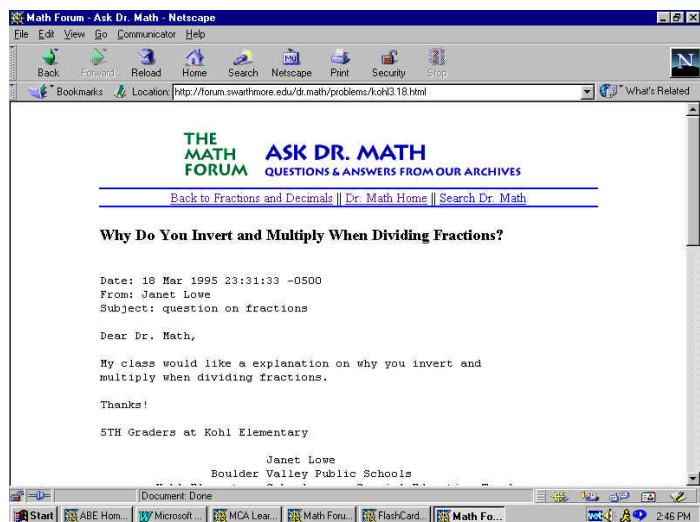 Math Forum - Ask Dr. Math - Netscape
File Edit View Go Communicator Help
Back Forward Reload Home Search Netscape Print Security Stop
My
N
Bookmarks Location: http://forum.swarthmore.edu/dr.math/problems/kohl3.18.html What's Related
THE
MATH
FORUM
ASK DR. MATH
QUESTIONS & ANSWERS FROM OUR ARCHIVES
Back to Fractions and Decimals || Dr. Math Home || Search Dr. Math
Why Do You Invert and Multiply When Dividing Fractions?
Date: 18 Mar 1995 23:31:33 -0500
From: Janet Lowe
Subject: question on fractions
Dear Dr. Math,
My class would like a explanation on why you invert and
multiply when dividing fractions.
Thanks!
5TH Graders at Kohl Elementary
Janet Lowe
Boulder Valley Public Schools
Document: Done
Start ABE Hom... Microsoft ... MCA Lear... Math Foru... FlashCard... Math Fo... 2:46 PM